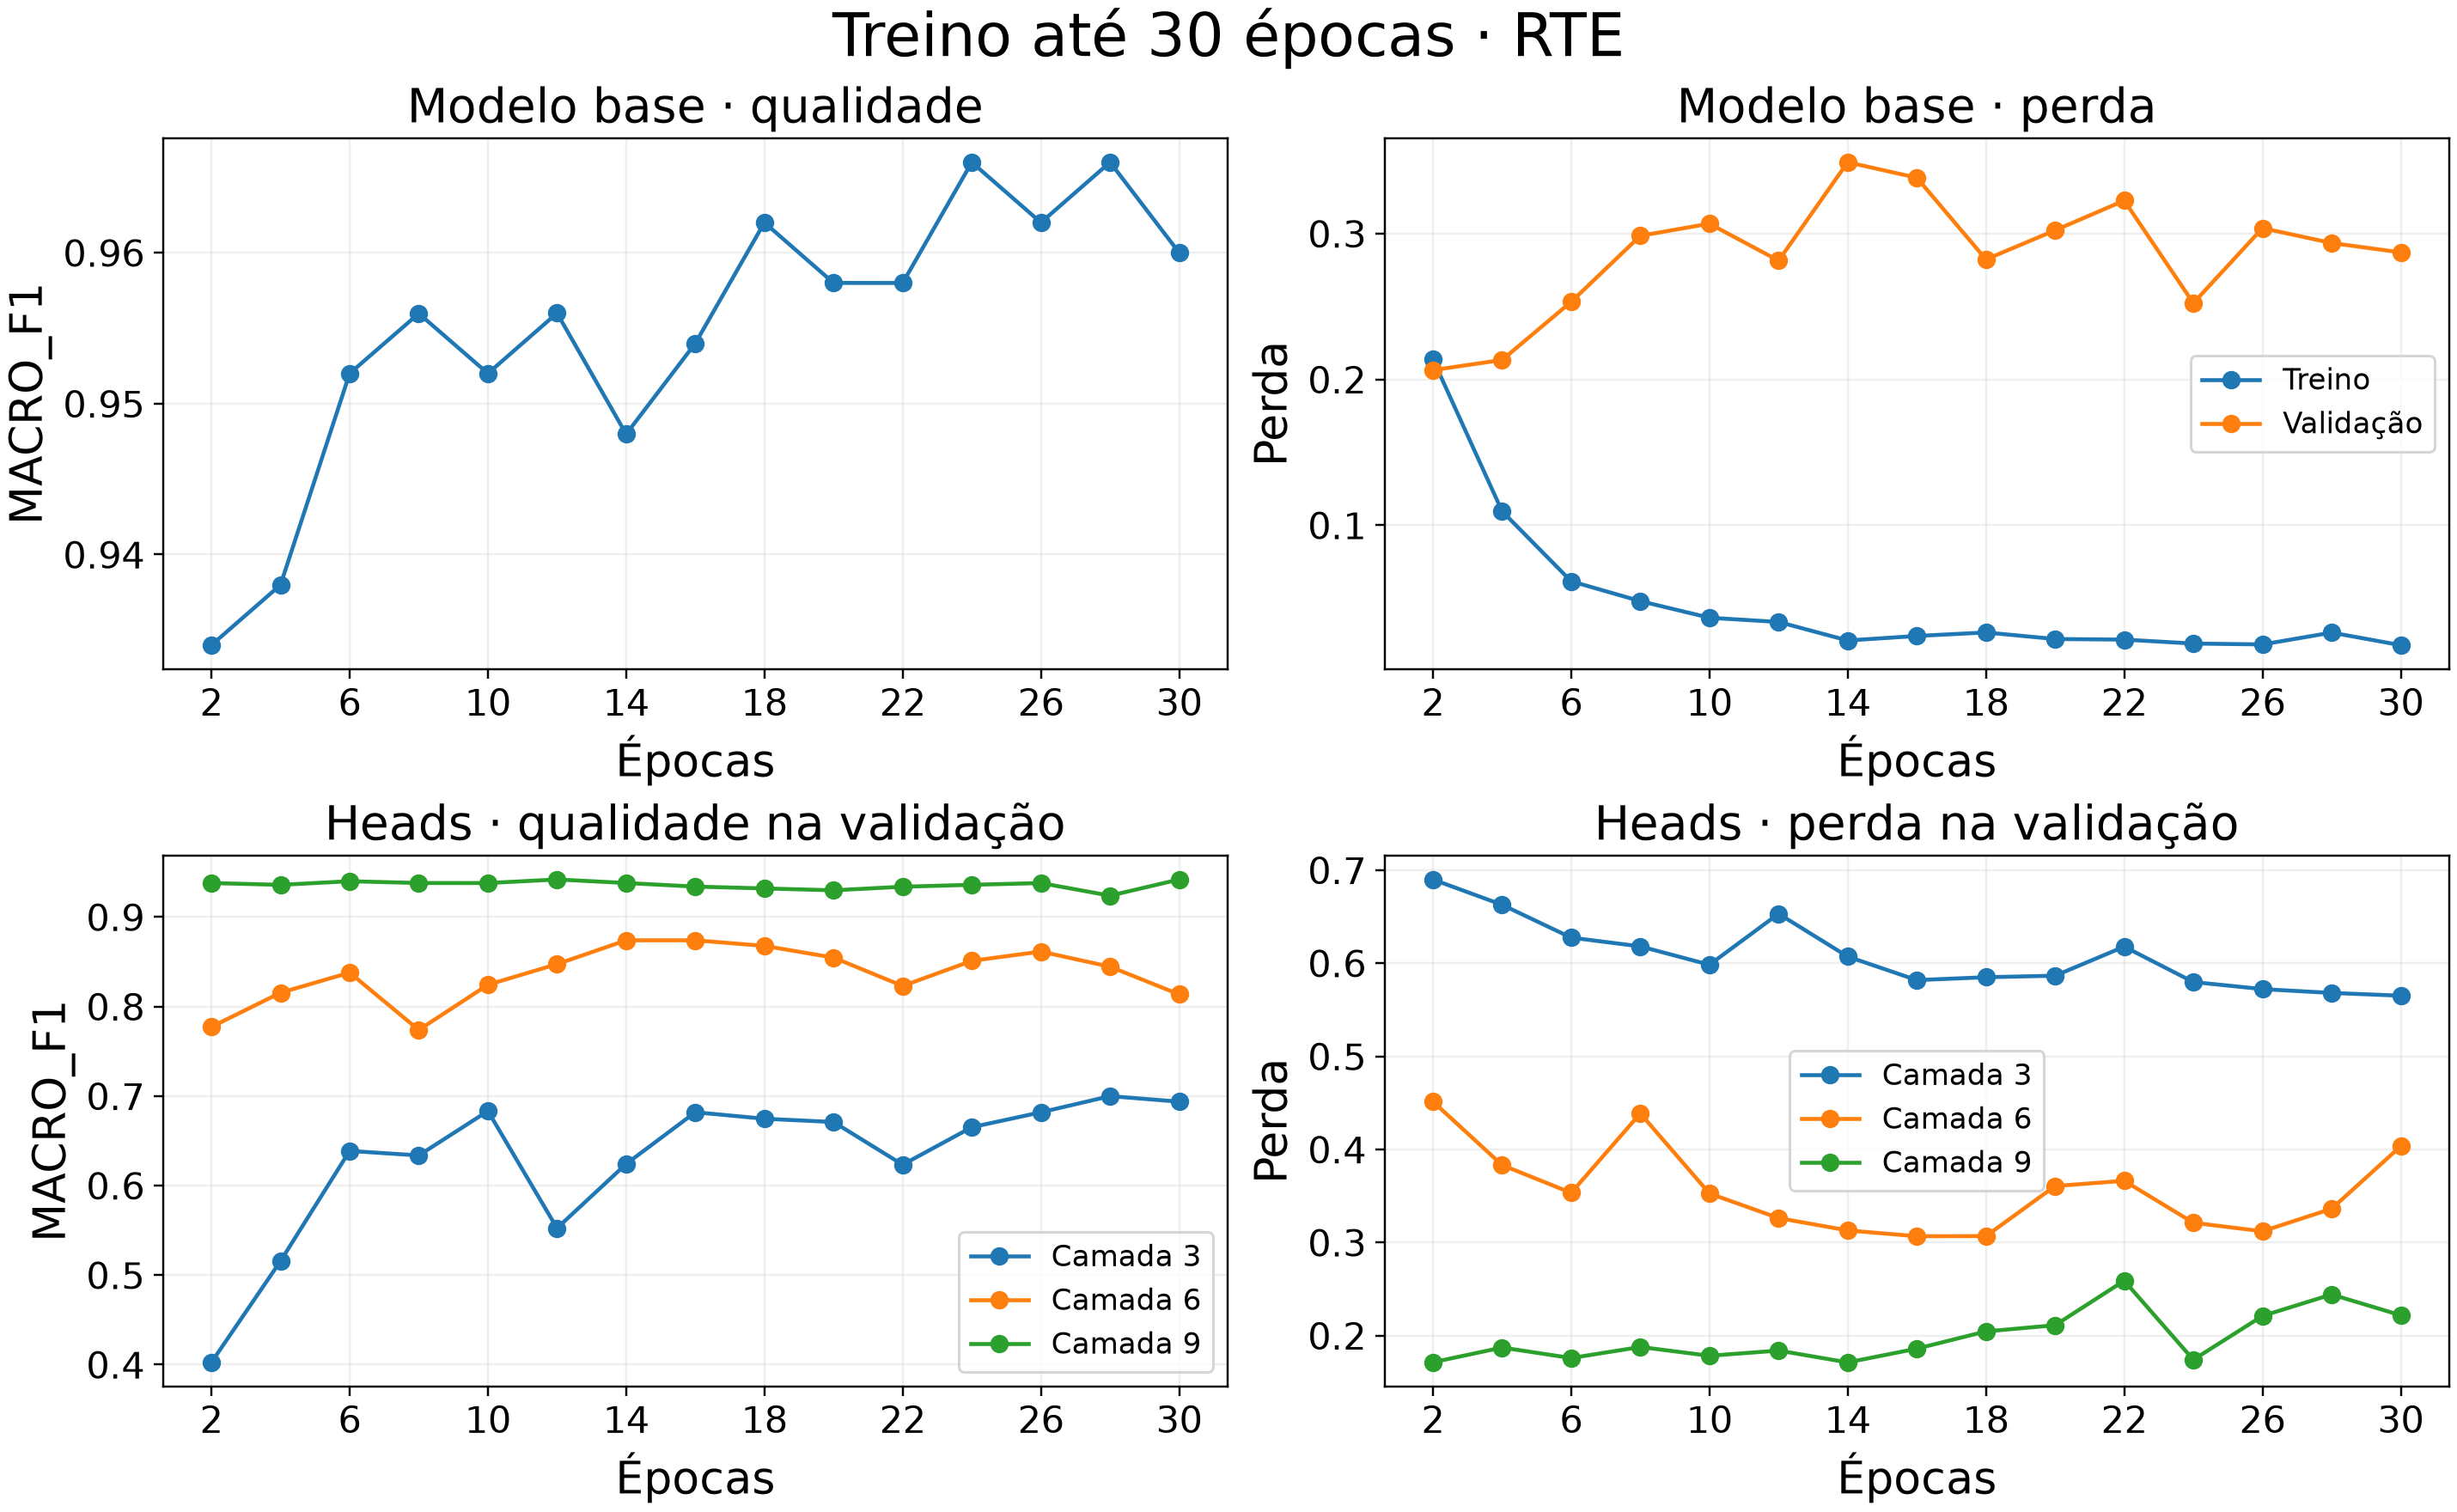 Treino até 30 épocas · RTE
Modelo base · qualidade
MACRO_F1
0.96
0.95
0.94
2 6 10 14 18 22 26 30
Épocas
Modelo base · perda
Perda
0.3
0.2
0.1
Treino
Validação
2 6 10 14 18 22 26 30
Épocas
Heads · qualidade na validação
MACRO_F1
0.9
0.8
0.7
0.6
0.5
0.4
Camada 3
Camada 6
Camada 9
2 6 10 14 18 22 26 30
Épocas
Heads · perda na validação
Perda
0.7
0.6
0.5
0.4
0.3
0.2
Camada 3
Camada 6
Camada 9
2 6 10 14 18 22 26 30
Épocas